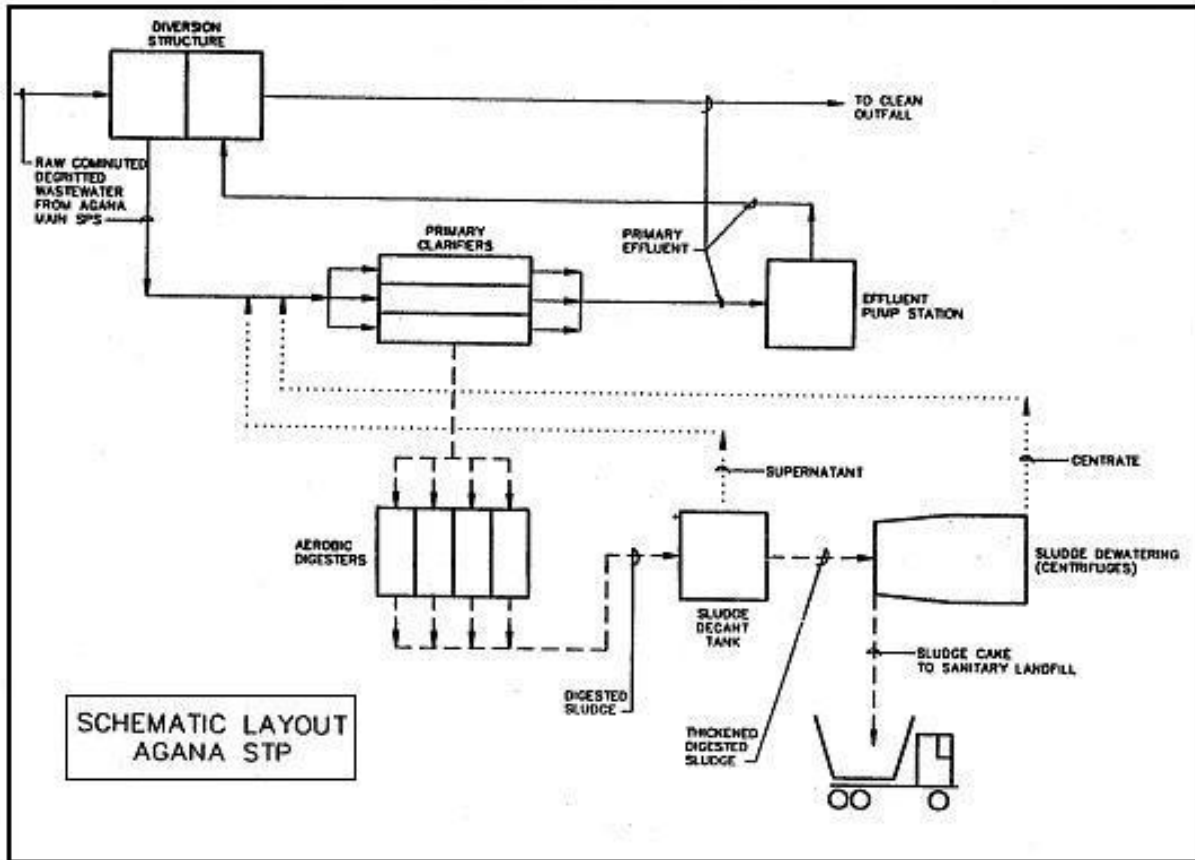 DIVERSION
STRUCTURE
TO CLEAN
OUTFALL
RAW COMINUTED
DEGRITTED
WASTEWATER
FROM AGANA
MAIN SPS
PRIMARY
CLARIFIERS
PRIMARY
EFFLUENT
EFFLUENT
PUMP STATION
SUPERNATANT
CENTRATE
AEROBIC
DIGESTERS
SLUDGE DEWATERING
(CENTRIFUGES)
SLUDGE
DECANT
TANK
SLUDGE CAKE
TO SANITARY LANDFILL
DIGESTED
SLUDGE
THICKENED
DIGESTED
SLUDGE
SCHEMATIC LAYOUT
AGANA STP